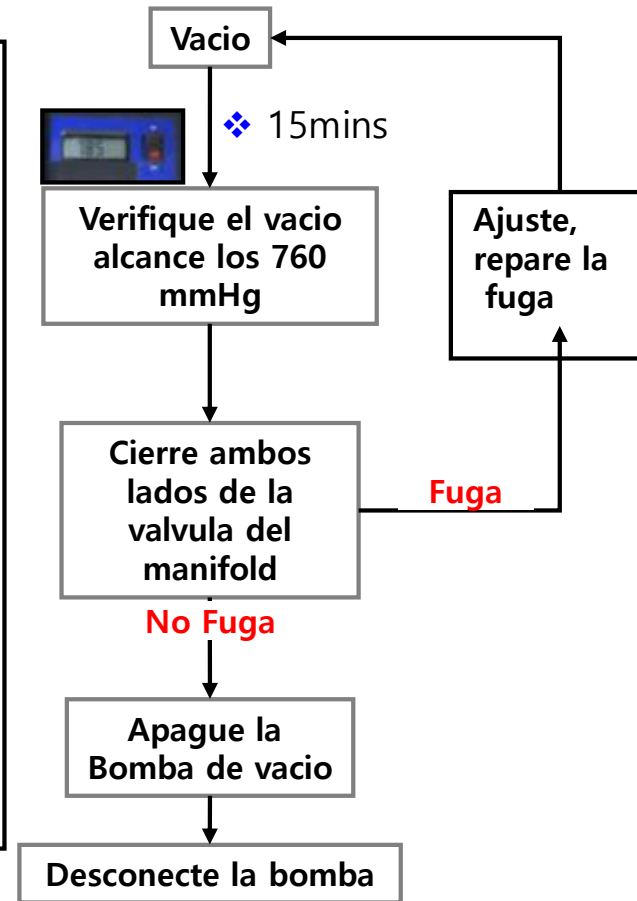 Vacio
❖ 15mins
Verifique el vacio
alcance los 760
mmHg
Ajuste,
repare la
fuga
Cierre ambos
lados de la
valvula del
manifold
Fuga
No Fuga
Apague la
Bomba de vacio
Desconecte la bomba